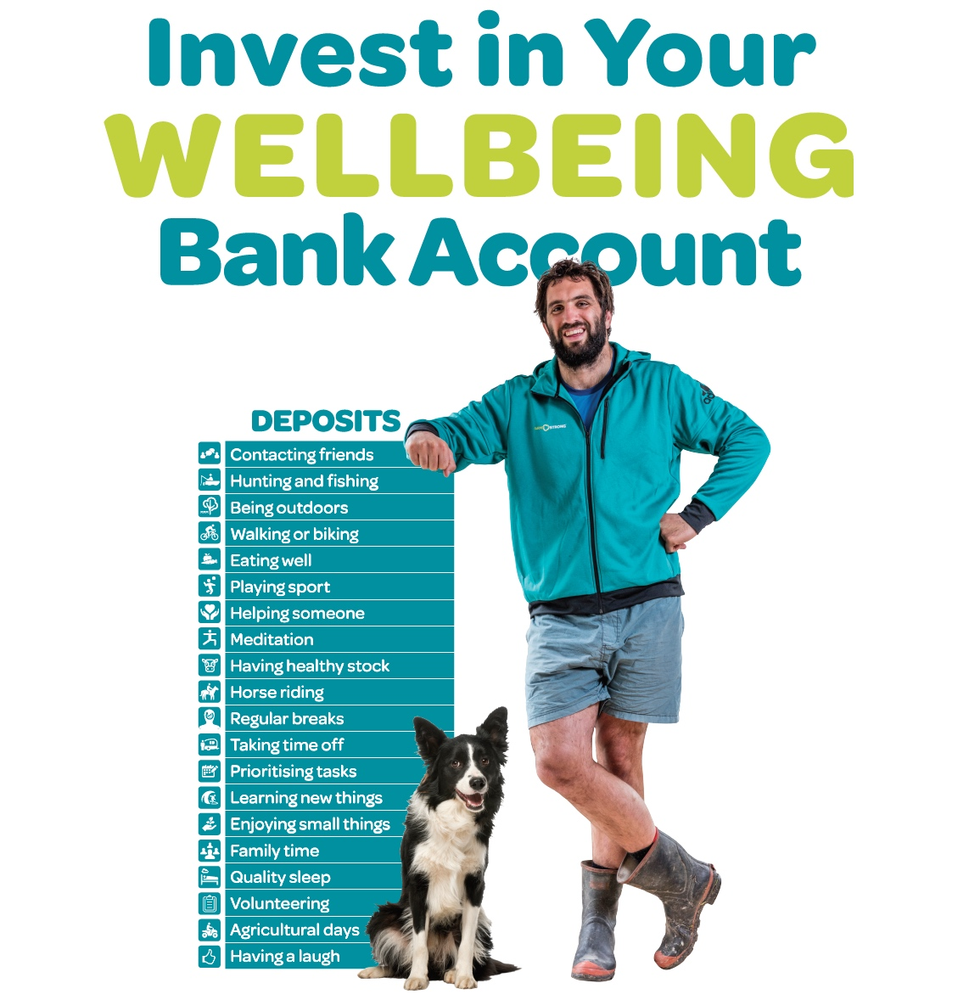 Invest in Your
WELLBEING
Bank Account
DEPOSITS
Contacting friends
Hunting and fishing
Being outdoors
Walking or biking
Eating well
Playing sport
Helping someone
Meditation
Having healthy stock
Horse riding
Regular breaks
Taking time off
Prioritising tasks
Learning new things
Enjoying small things
Family time
Quality sleep
Volunteering
Agricultural days
Having a laugh
STRONG